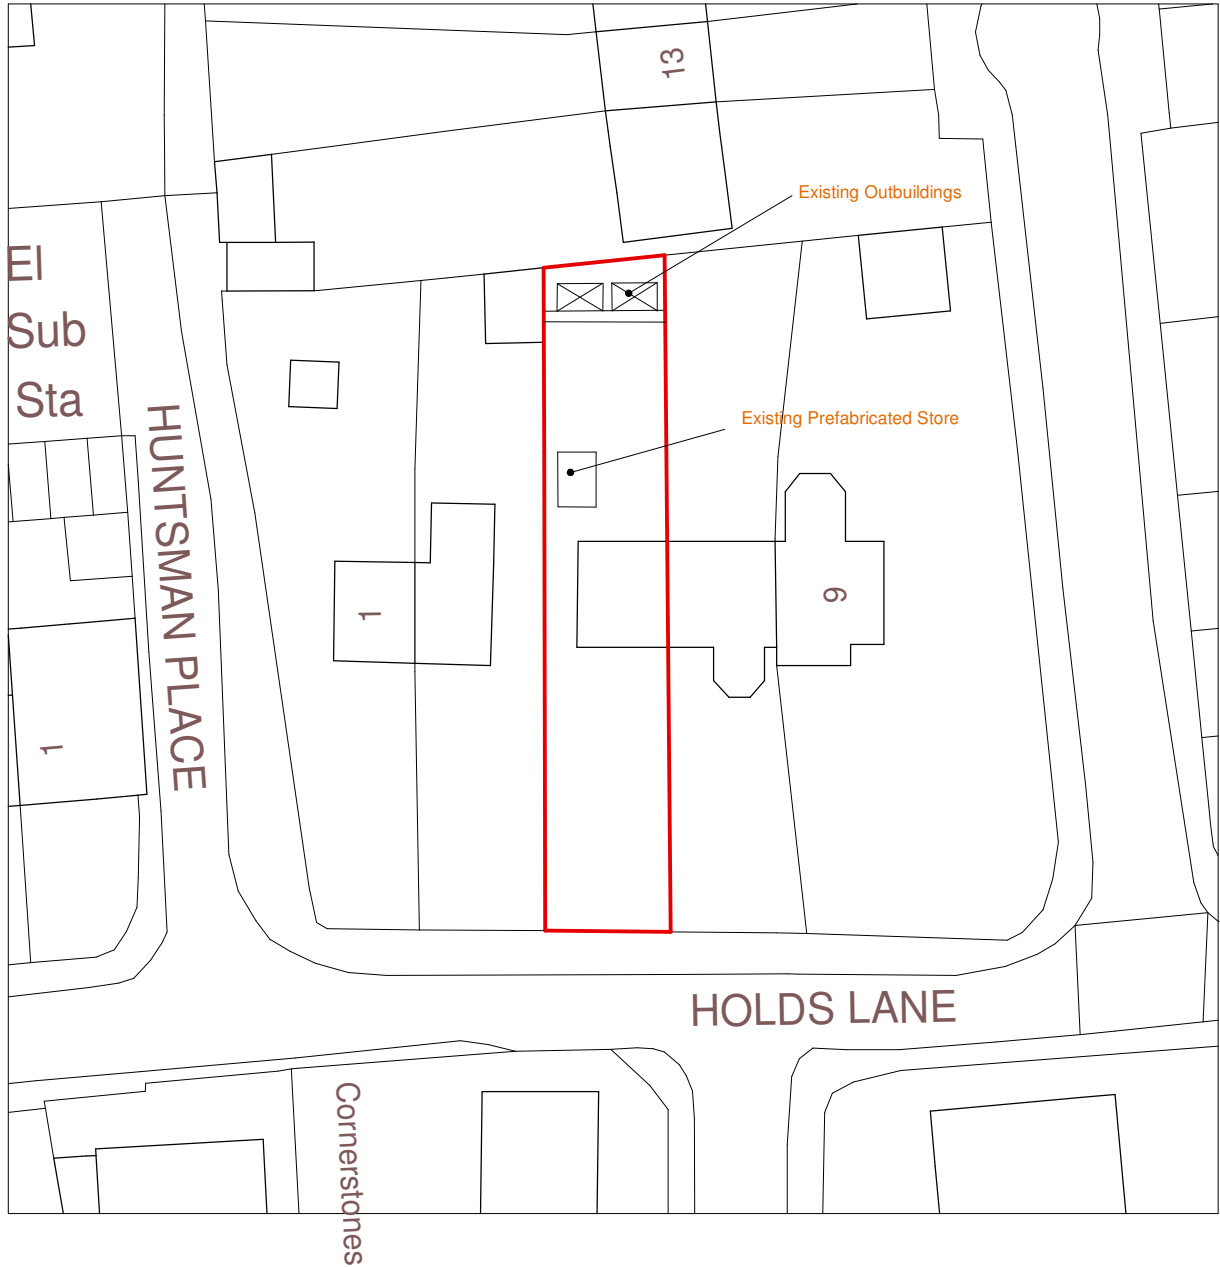 13
Existing Outbuildings
El
Sub
Sta
HUNTSMAN PLACE
Existing Prefabricated Store
1
9
1
HOLDS LANE
Cornerstones